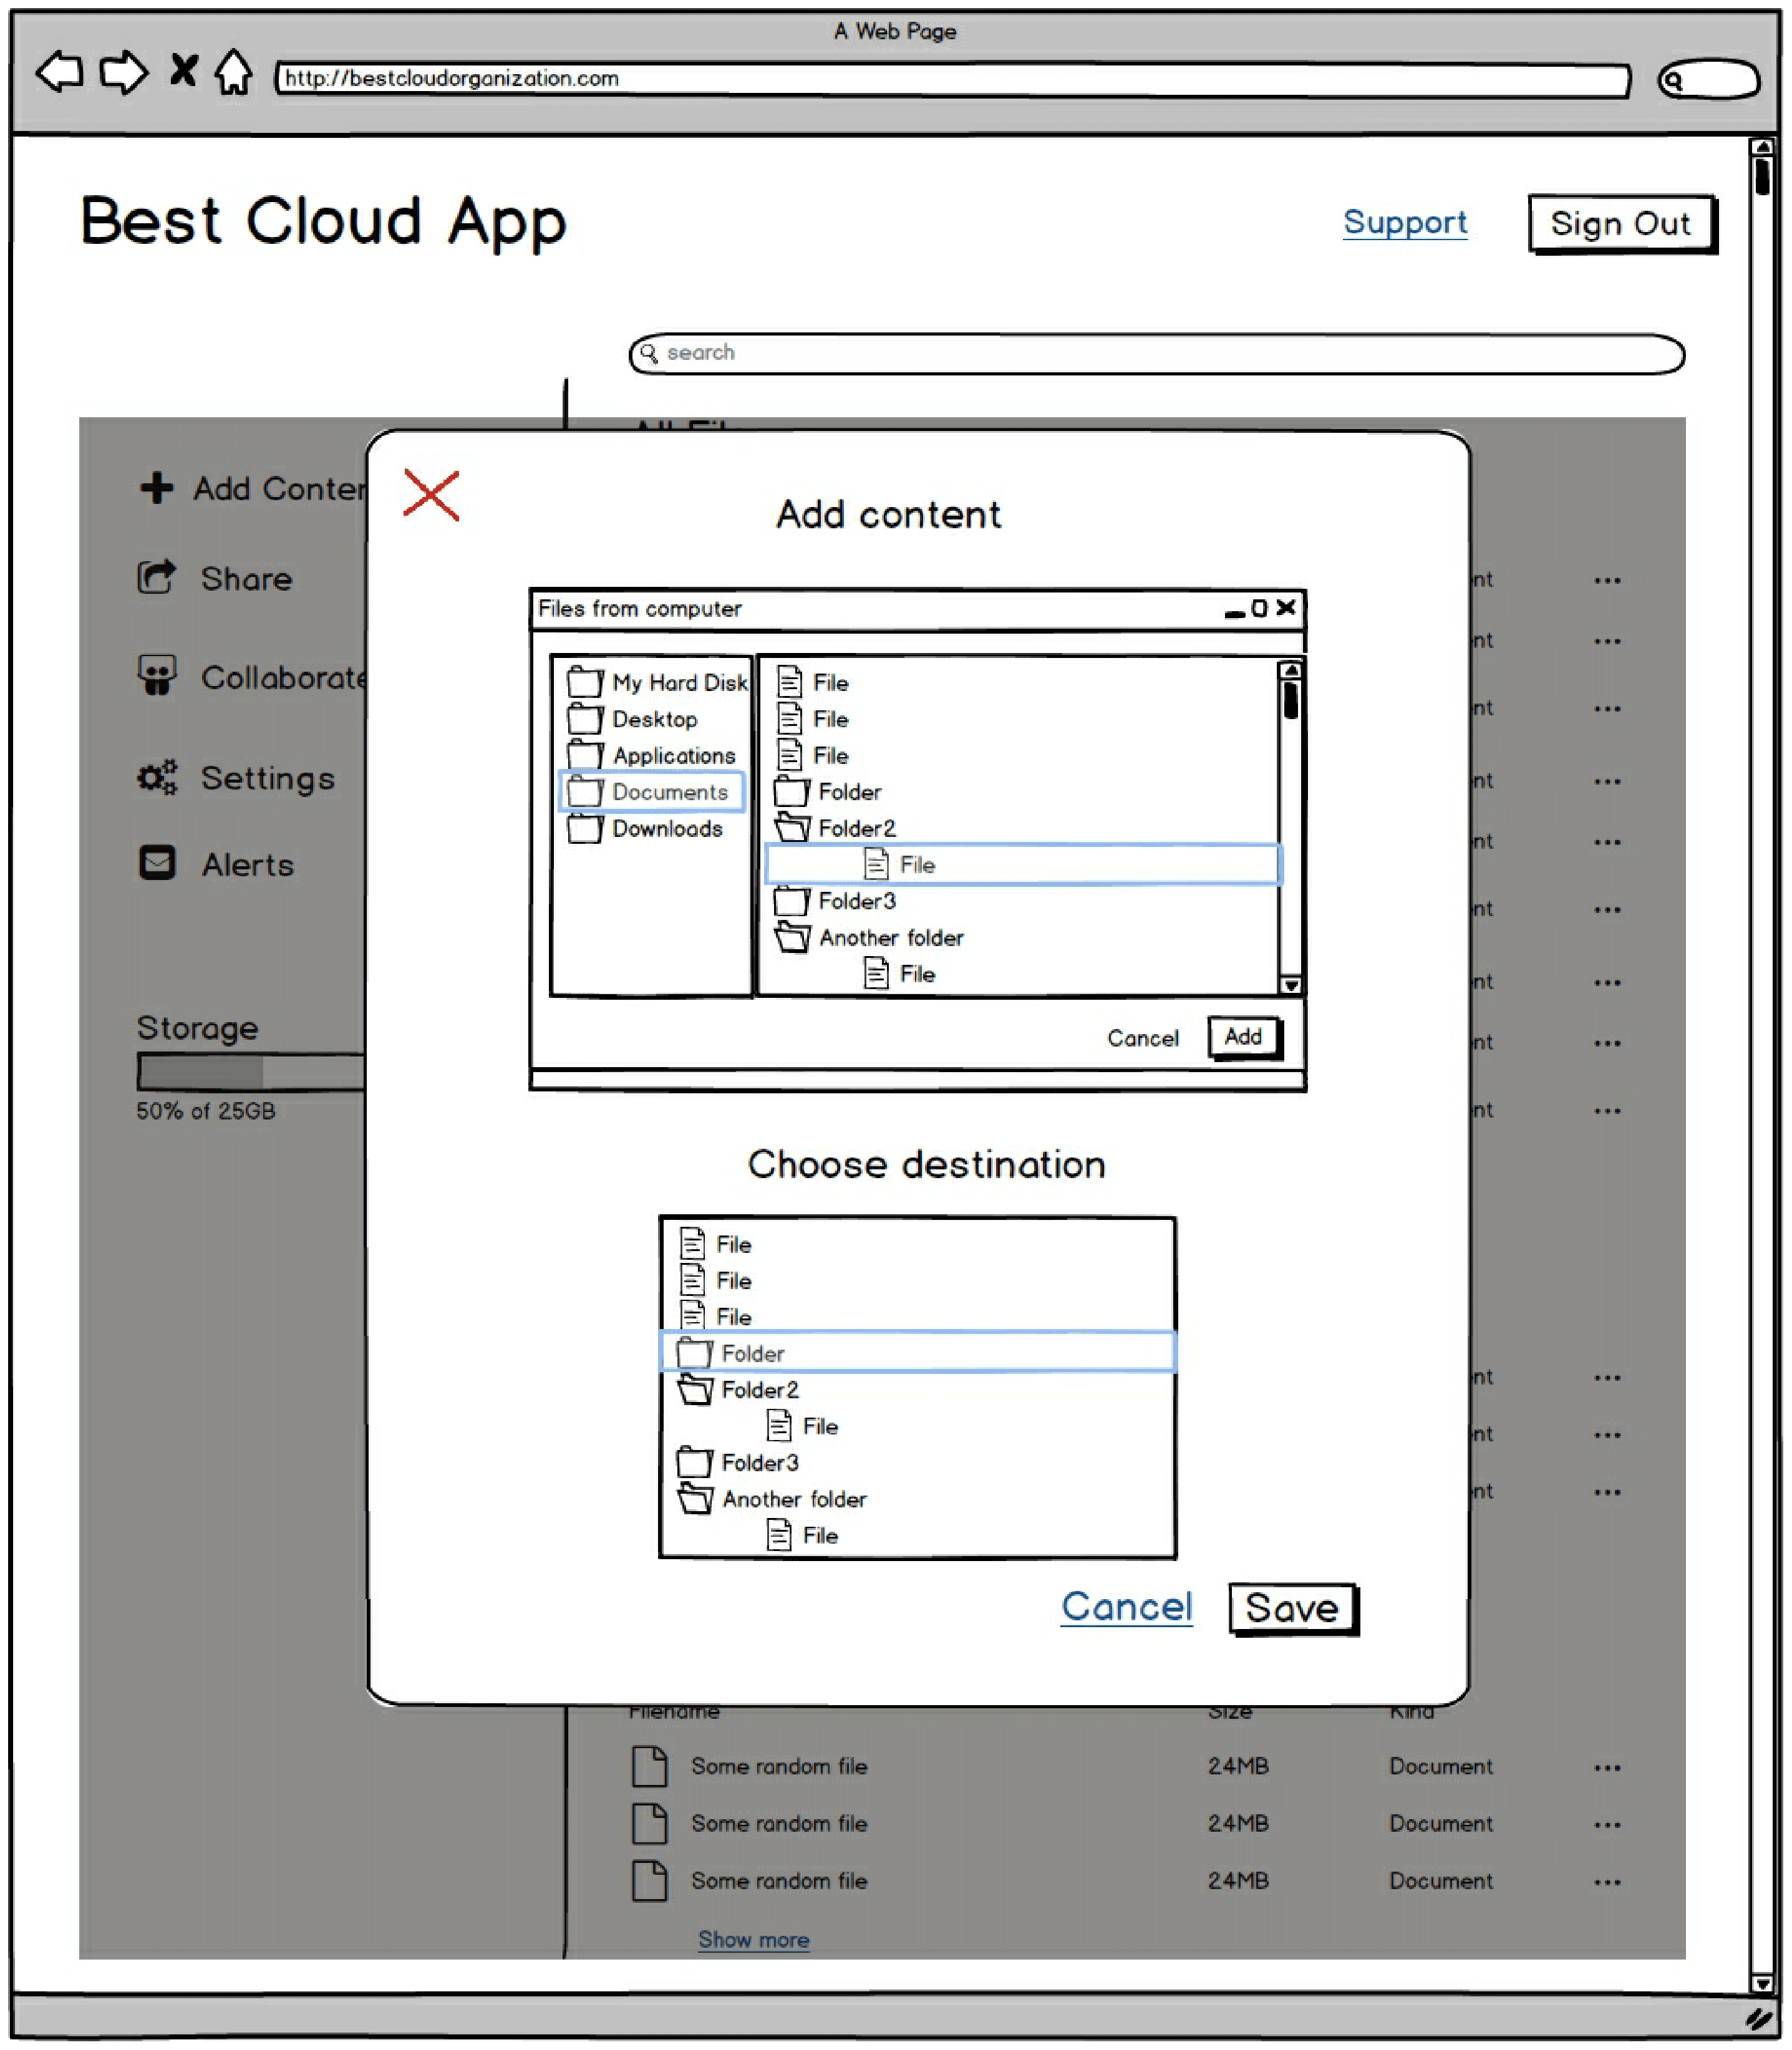 A Web Page
http://bestcloudorganization.com
Best Cloud App
Support
Sign Out
search
Add Conter
Share
Collaborate
Settings
Alerts
Storage
50% of 25GB
Add content
Files from computer
My Hard Disk
Desktop
Applications
Documents
Downloads
File
File
File
Folder
Folder2
File
Folder3
Another folder
File
Cancel
Add
Choose destination
File
File
File
Folder
Folder2
File
Folder3
Another folder
File
Cancel
Save
nt ...
nt ...
nt ...
nt ...
nt ...
nt ...
nt ...
nt ...
nt ...
nt ...
nt ...
nt ...
Filename Size Kind
Some random file 24MB Document ...
Some random file 24MB Document ...
Some random file 24MB Document ...
Show more